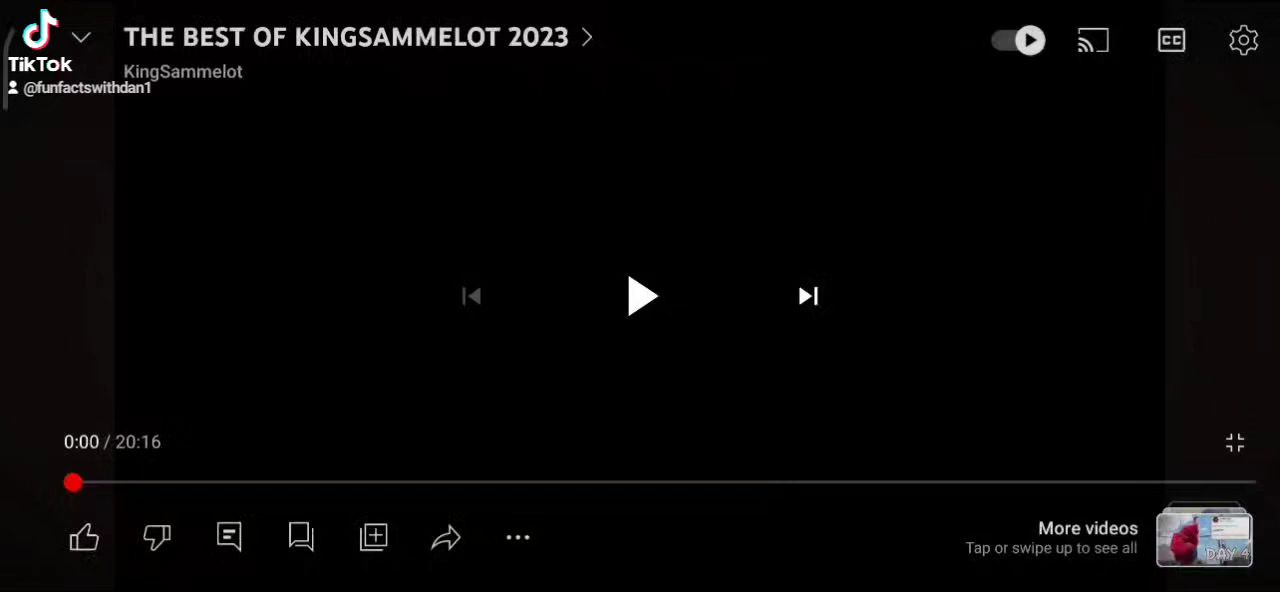 TikTok
@funfactswithdan1
THE BEST OF KINGSAMMELOT 2023
KingSammelot
CC
0:00 / 20:16
More videos
Tap or swipe up to see all
DAY 4